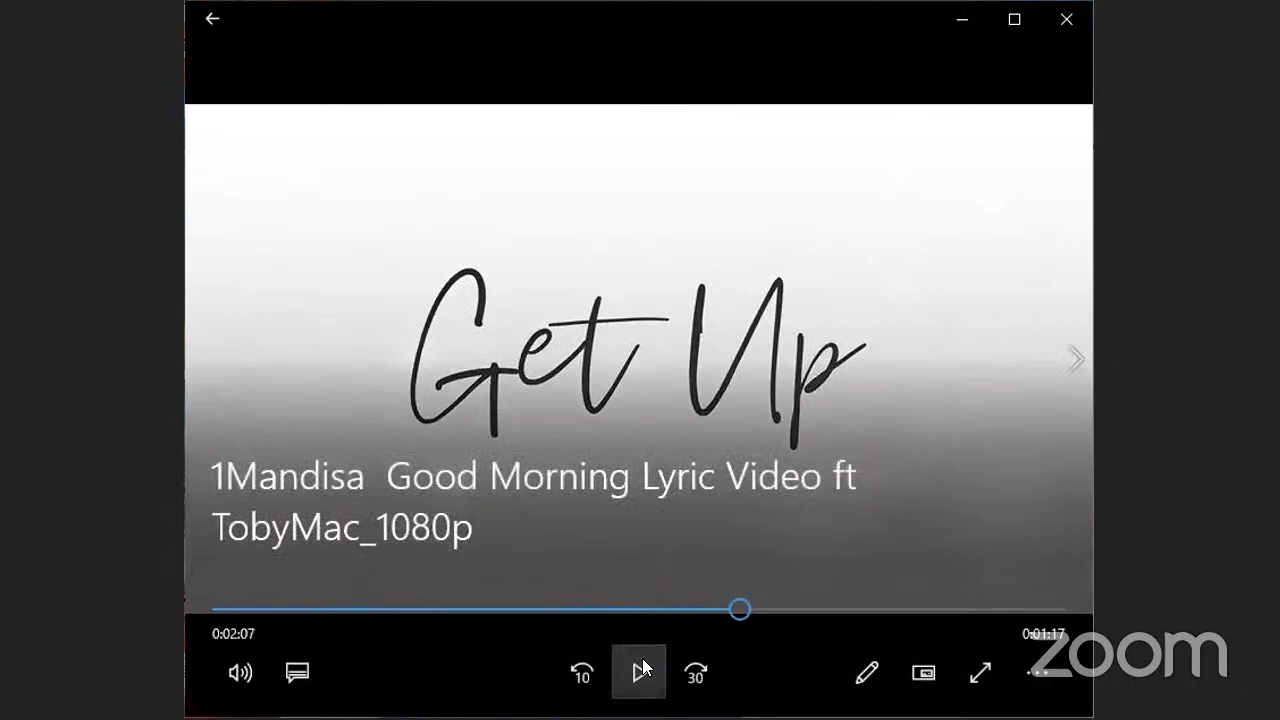 Get Up
1Mandisa  Good Morning Lyric Video ft
TobyMac_1080p
0:02:07
0:01:17
10
30
zoom